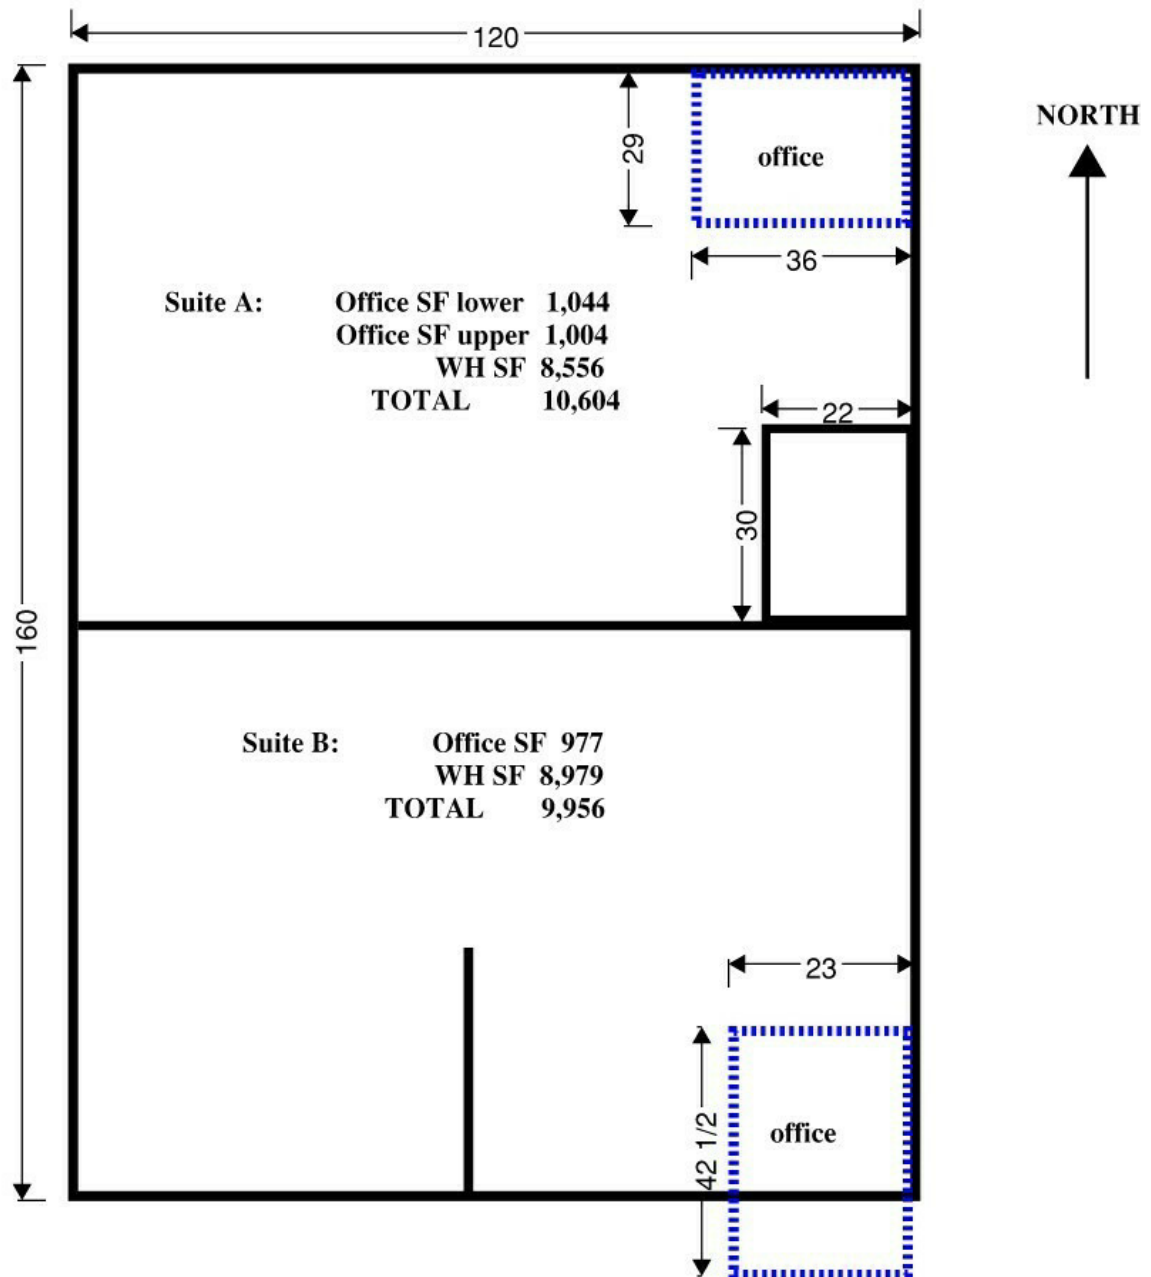 120
NORTH
29
office
36
Suite A: Office SF lower 1,044
Office SF upper 1,004
WH SF 8,556
TOTAL 10,604
22
30
160
Suite B: Office SF 977
WH SF 8,979
TOTAL 9,956
23
42 1/2
office